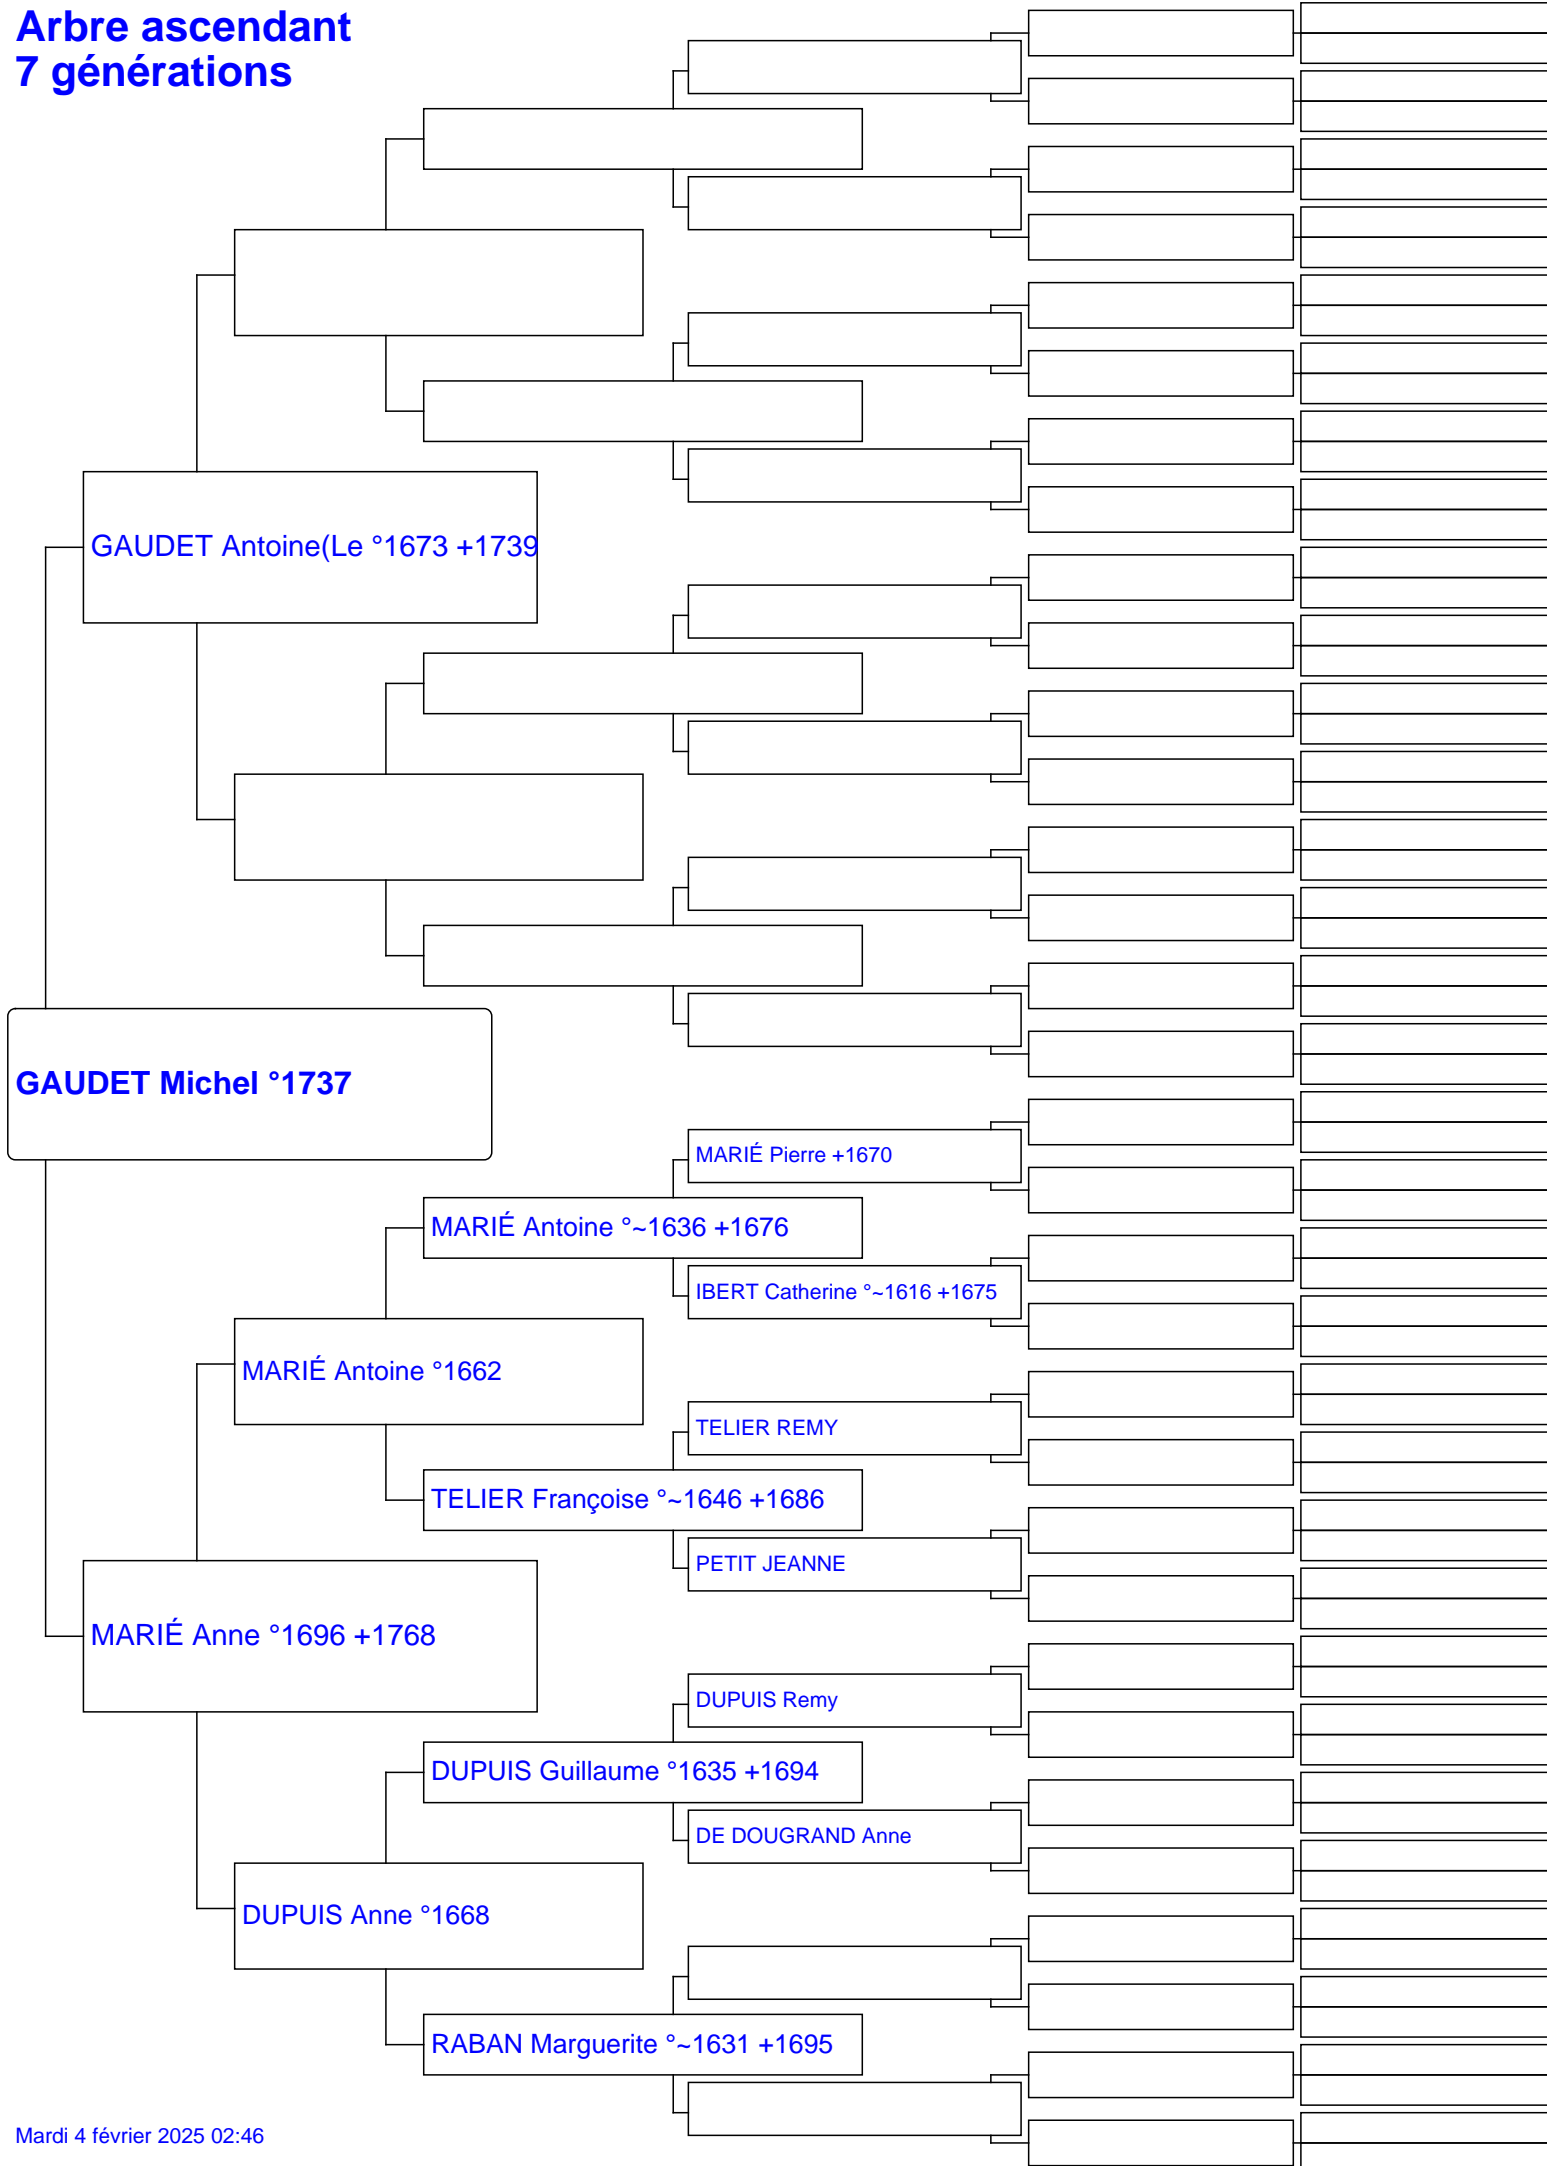 Arbre ascendant
7 générations
GAUDET Antoine(Le °1673 +1739
GAUDET Michel °1737
MARIÉ Pierre +1670
MARIÉ Antoine °~1636 +1676
IBERT Catherine °~1616 +1675
MARIÉ Antoine °1662
TELIER REMY
TELIER Françoise °~1646 +1686
PETIT JEANNE
MARIÉ Anne °1696 +1768
DUPUIS Remy
DUPUIS Guillaume °1635 +1694
DE DOUGRAND Anne
DUPUIS Anne °1668
RABAN Marguerite °~1631 +1695
Mardi 4 février 2025 02:46